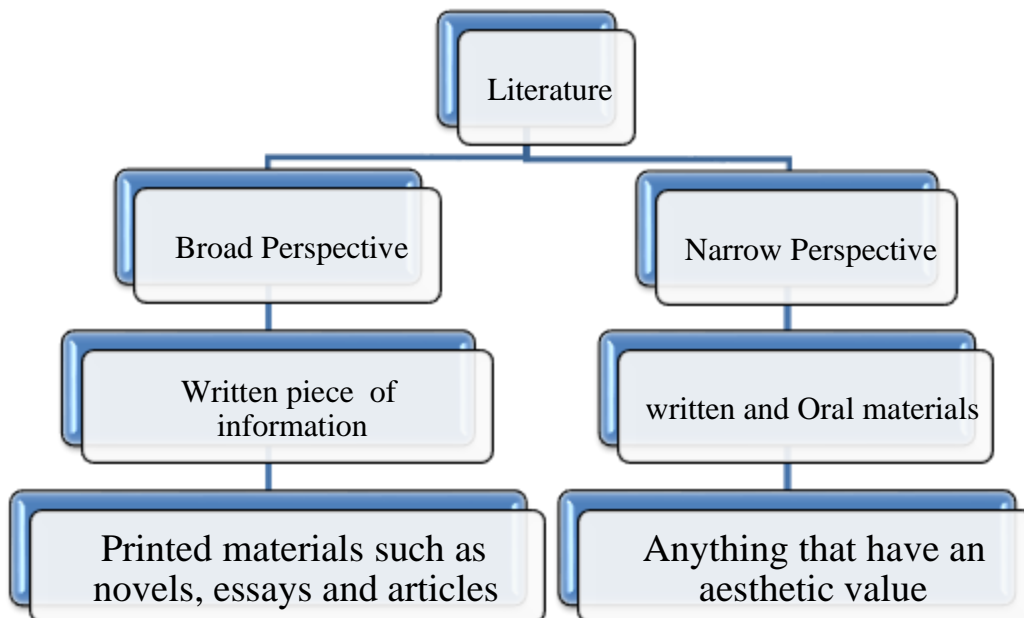 Literature
Broad Perspective
Narrow Perspective
Written piece of
information
written and Oral materials
Printed materials such as
novels, essays and articles
Anything that have an
aesthetic value